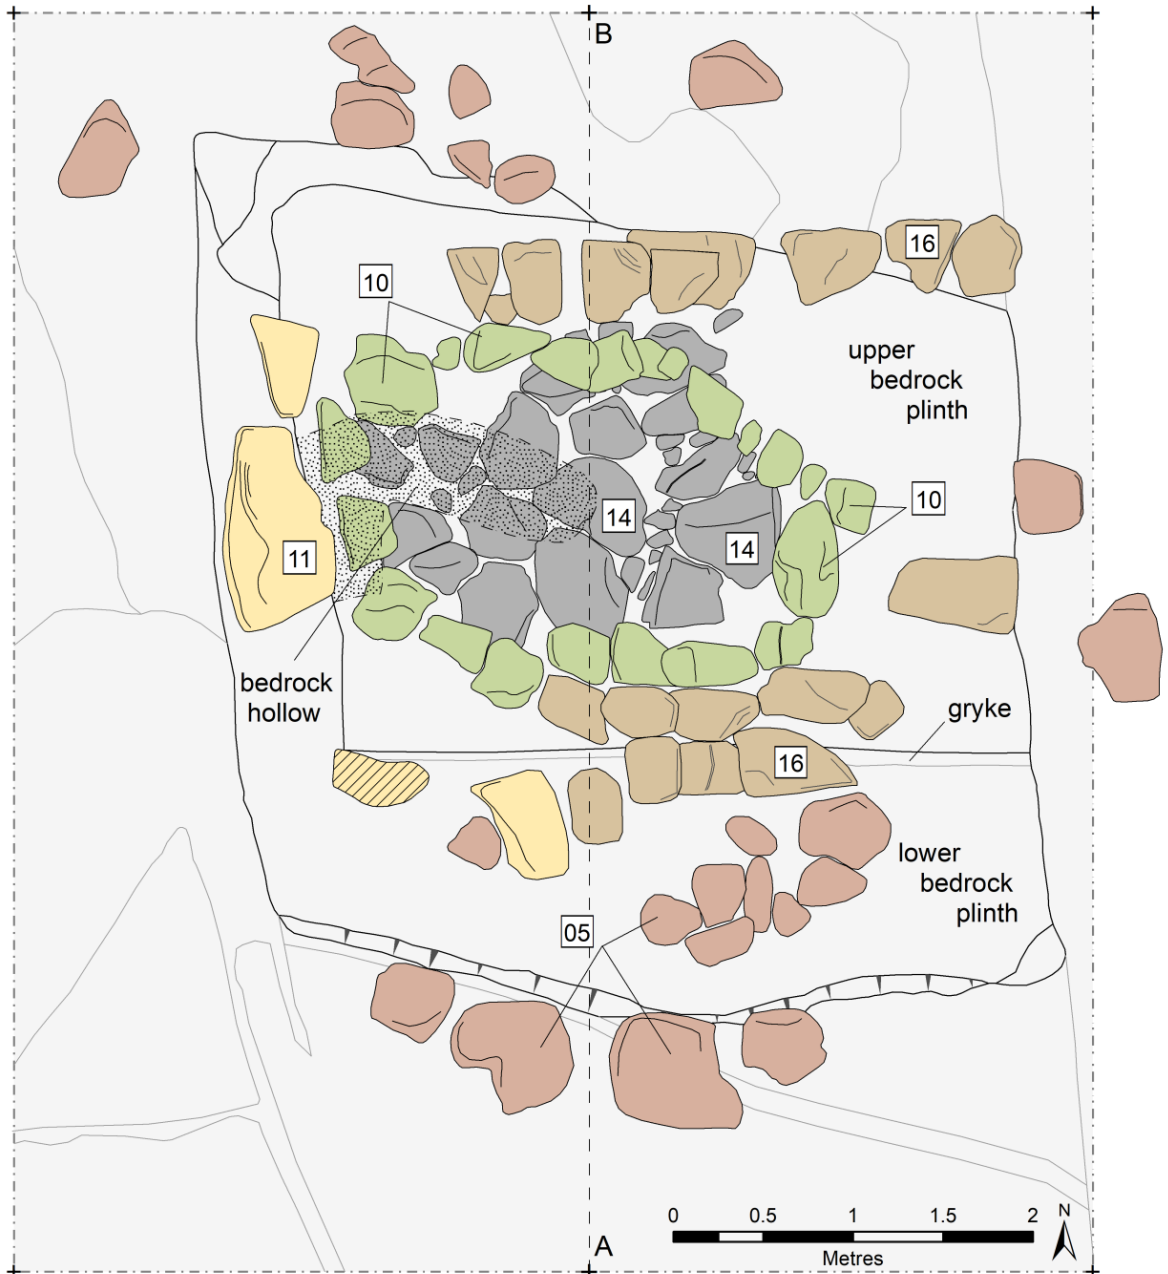 B
16
10
upper
bedrock
plinth
10
14
14
11
bedrock
hollow
gryke
16
lower
bedrock
plinth
05
0 0.5 1 1.5 2
Metres
N
A